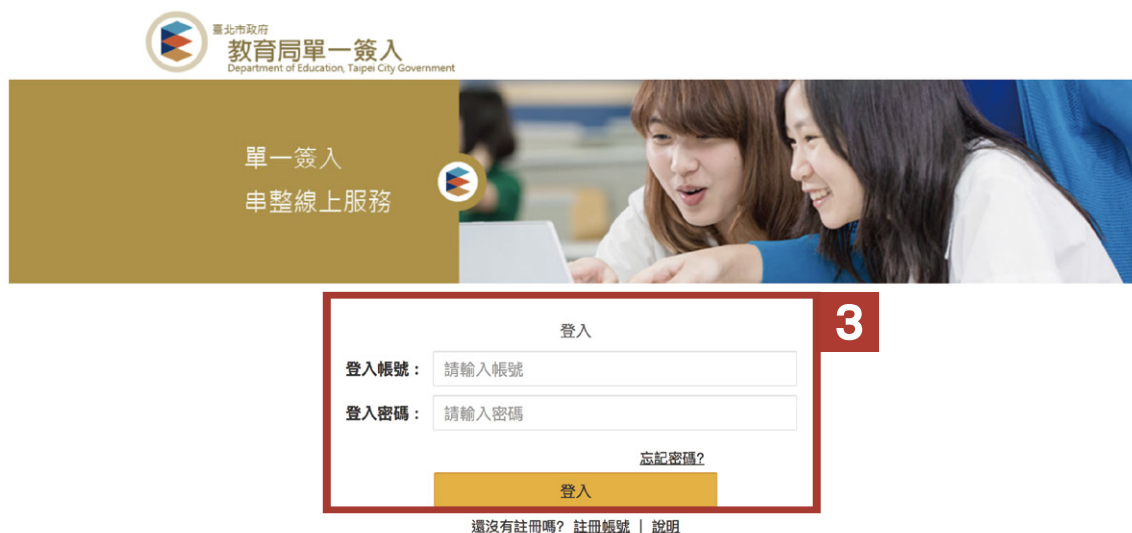 臺北市政府
教育局單一簽入
Department of Education, Taipei City Government
單一簽入
串整線上服務
3
登入
登入帳號：
請輸入帳號
登入密碼：
請輸入密碼
忘記密碼?
登入
還沒有註冊嗎? 註冊帳號 | 說明